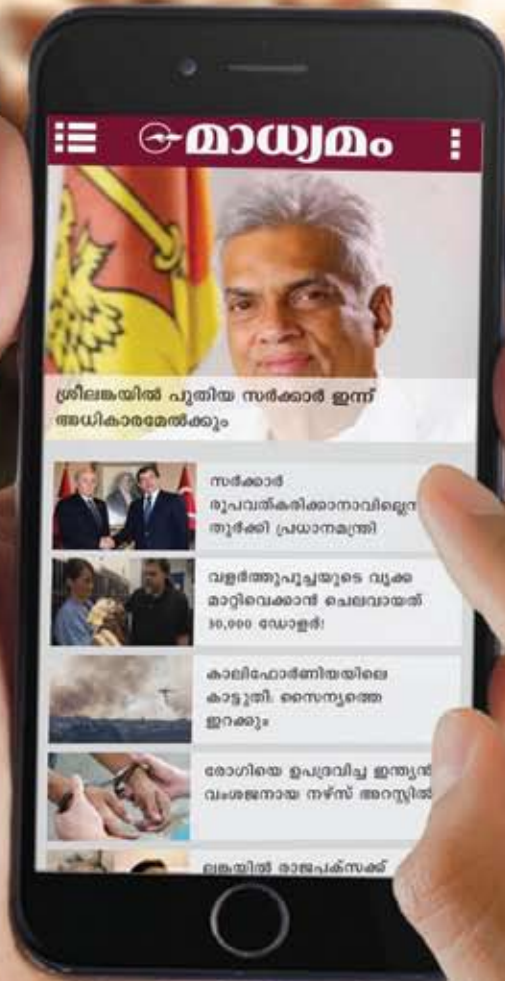 മാധ്യമം
ശ്രീലങ്കയിൽ പുതിയ സർക്കാർ ഇന്ന്
അധികാരമേൽക്കും
സർക്കാർ
രൂപവത്കരിക്കാനാവില്ലെന്
തുർക്കി പ്രധാനമന്ത്രി
വളർത്തുപൂച്ചയുടെ വൃക്ക
മാറ്റിവെക്കാൻ ചെലവായത്
30,000 ഡോളർ!
കാലിഫോർണിയയിലെ
കാട്ടുതീ: സൈന്യത്തെ
ഇറക്കും
രോഗിയെ ഉപദ്രവിച്ച ഇന്ത്യൻ
വംശജനായ നഴ്സ് അറസ്റ്റിൽ
ലങ്കയിൽ രാജപക്സക്ക്